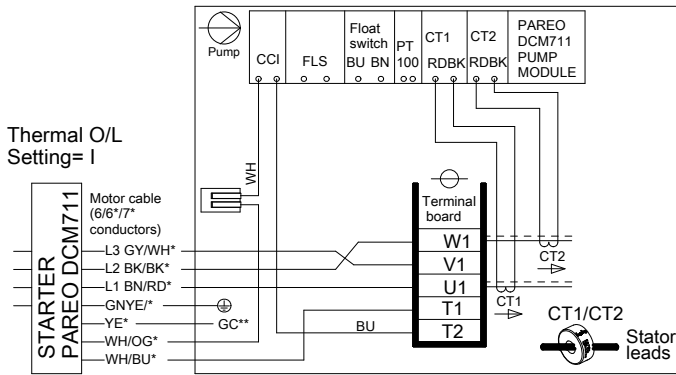 Pump
CCI
FLS
Float
switch
BU BN
PT
100
CT1
RDBK
CT2
RDBK
PAREO
DCM711
PUMP
MODULE
Thermal O/L
Setting= I
WH
STARTER
PAREO DCM711
Motor cable
(6/6*/7*
conductors)
L3 GY/WH*
L2 BK/BK*
L1 BN/RD*
GNYE/*
YE*
GC**
WH/OG*
WH/BU*
BU
Terminal
board
W1
V1
U1
T1
T2
CT2
CT1
CT1/CT2
Stator
leads